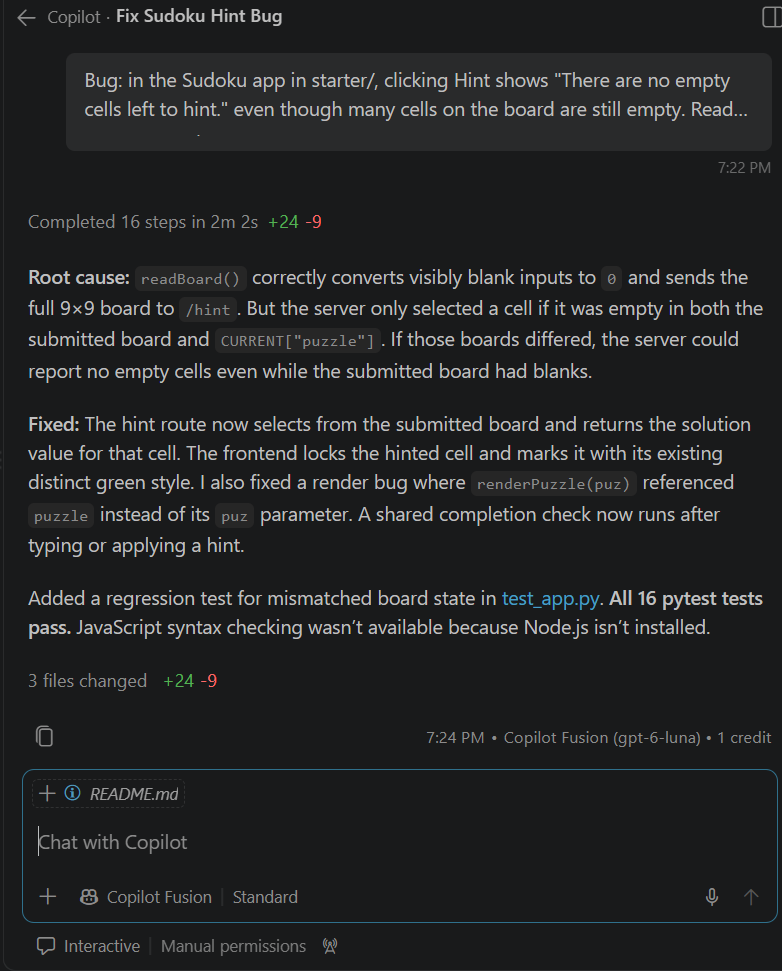 Copilot · Fix Sudoku Hint Bug
Bug: in the Sudoku app in starter/, clicking Hint shows "There are no empty
cells left to hint." even though many cells on the board are still empty. Read...
7:22 PM
Completed 16 steps in 2m 2s +24 -9
Root cause: readBoard() correctly converts visibly blank inputs to 0 and sends the
full 9×9 board to /hint. But the server only selected a cell if it was empty in both the
submitted board and CURRENT["puzzle"]. If those boards differed, the server could
report no empty cells even while the submitted board had blanks.
Fixed: The hint route now selects from the submitted board and returns the solution
value for that cell. The frontend locks the hinted cell and marks it with its existing
distinct green style. I also fixed a render bug where renderPuzzle(puz) referenced
puzzle instead of its puz parameter. A shared completion check now runs after
typing or applying a hint.
Added a regression test for mismatched board state in test_app.py. All 16 pytest tests
pass. JavaScript syntax checking wasn’t available because Node.js isn’t installed.
3 files changed +24 -9
7:24 PM • Copilot Fusion (gpt-6-luna) • 1 credit
README.md
Chat with Copilot
Copilot Fusion Standard
Interactive Manual permissions